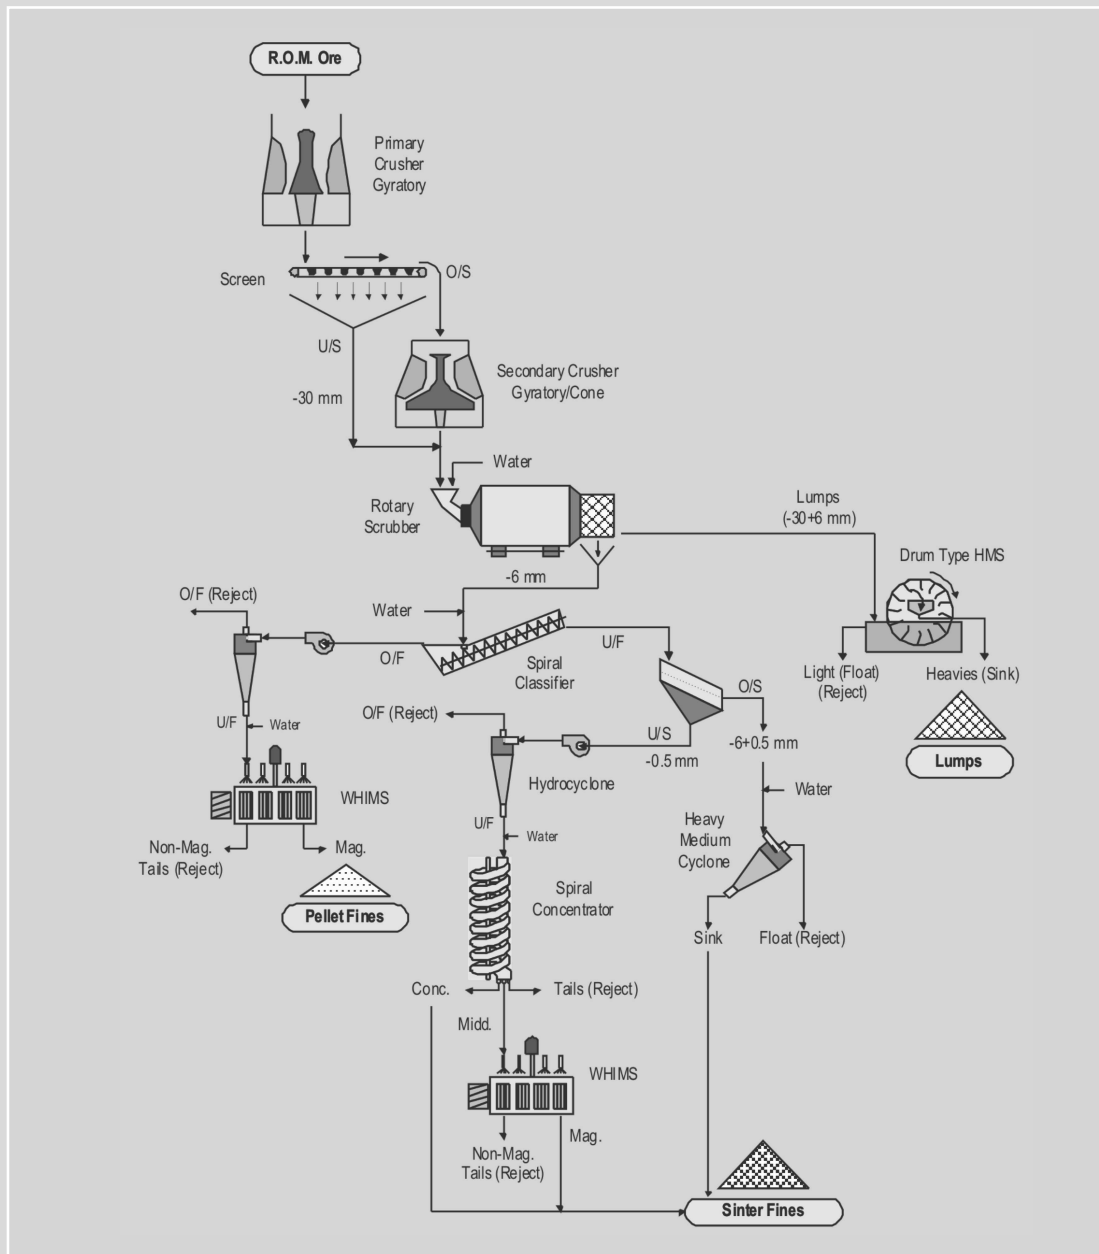 R.O.M. Ore
Primary
Crusher
Gyratory
Screen
O/S
U/S
-30 mm
Secondary Crusher
Gyratory/Cone
Water
Rotary
Scrubber
Lumps
(-30+6 mm)
Drum Type HMS
-6 mm
O/F (Reject)
Water
O/F
U/F
Spiral
Classifier
Light (Float)
(Reject)
Heavies (Sink)
O/S
O/F (Reject)
U/F
Water
U/S
-0.5 mm
-6+0.5 mm
Lumps
Hydrocyclone
Water
WHIMS
U/F
Water
Heavy
Medium
Cyclone
Non-Mag.
Tails (Reject)
Mag.
Pellet Fines
Spiral
Concentrator
Sink
Float (Reject)
Conc.
Tails (Reject)
Midd.
WHIMS
Mag.
Non-Mag.
Tails (Reject)
Sinter Fines